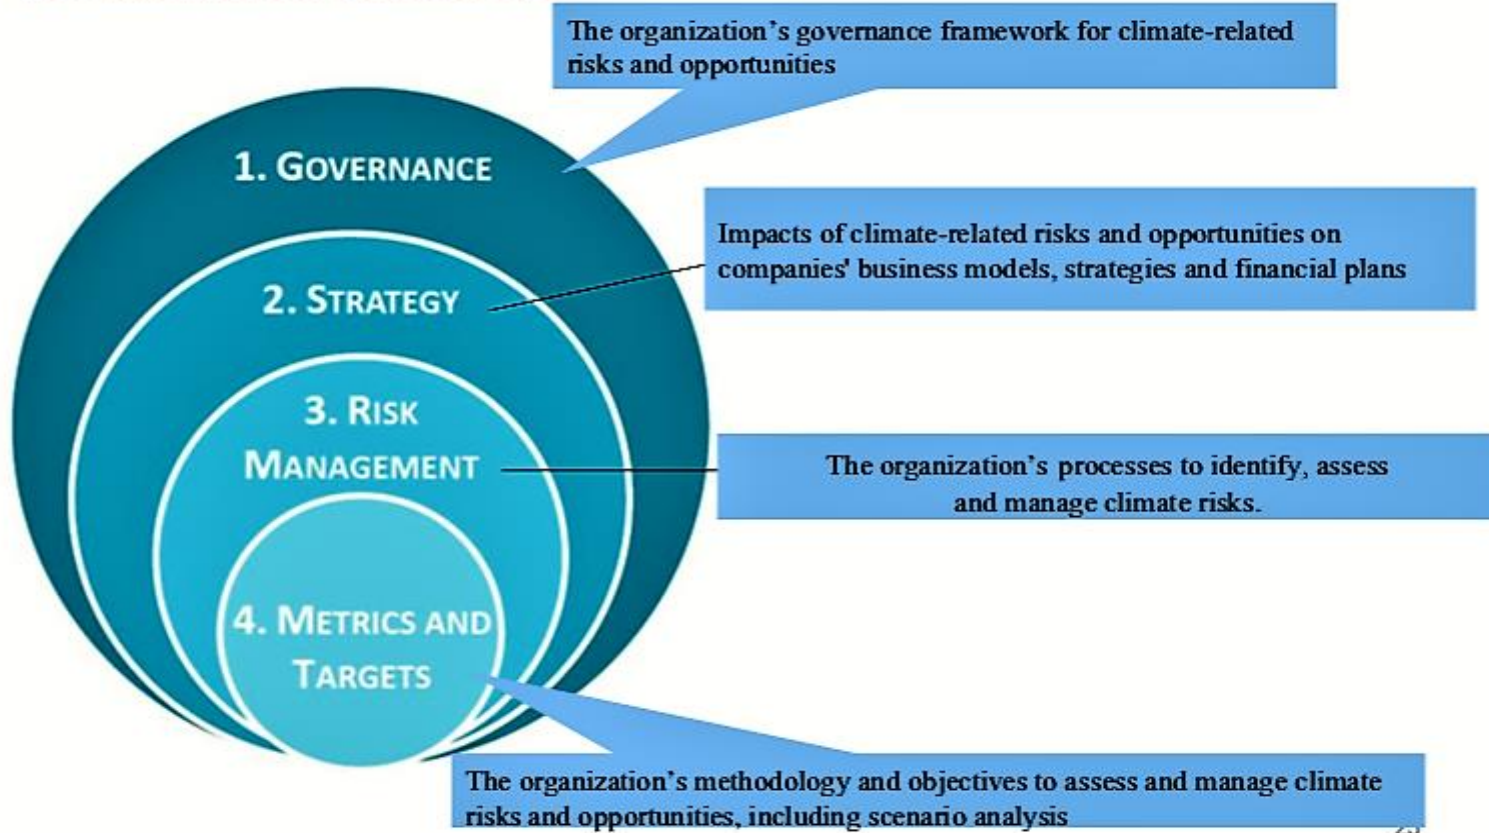 The organization's governance framework for climate-related
risks and opportunities
1. GOVERNANCE
Impacts of climate-related risks and opportunities on
companies' business models, strategies and financial plans
2. STRATEGY
3. RISK
MANAGEMENT
The organization's processes to identify, assess
and manage climate risks.
4. METRICS AND
TARGETS
The organization's methodology and objectives to assess and manage climate
risks and opportunities, including scenario analysis